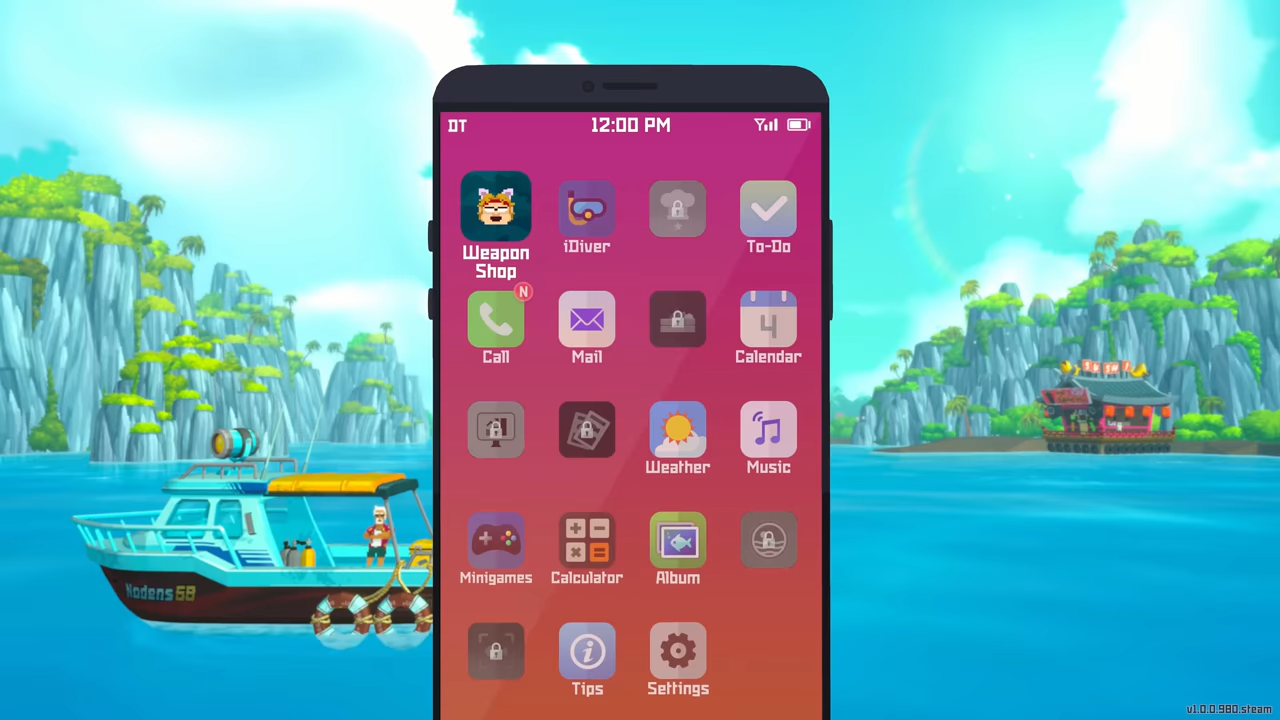 DT
12:00 PM
Weapon
Shop
iDiver
To-Do
N
Call
Mail
4
Calendar
Weather
Music
Minigames
Calculator
Album
Tips
Settings
Nodens 68
SUSHI
v1.0.0.980.steam